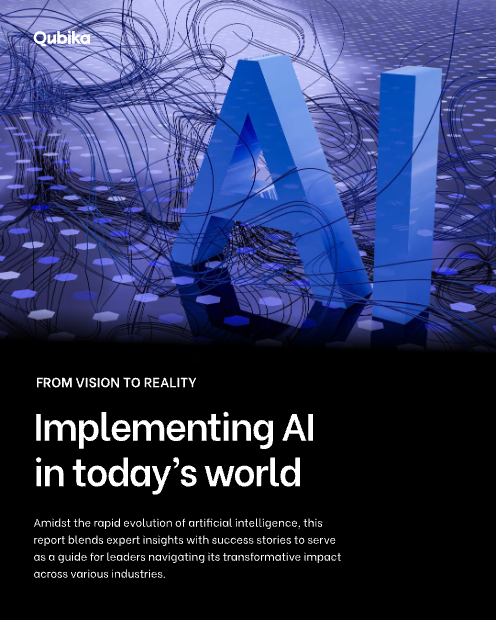 Qubika
AI
FROM VISION TO REALITY
Implementing AI
in today’s world
Amidst the rapid evolution of artificial intelligence, this
report blends expert insights with success stories to serve
as a guide for leaders navigating its transformative impact
across various industries.